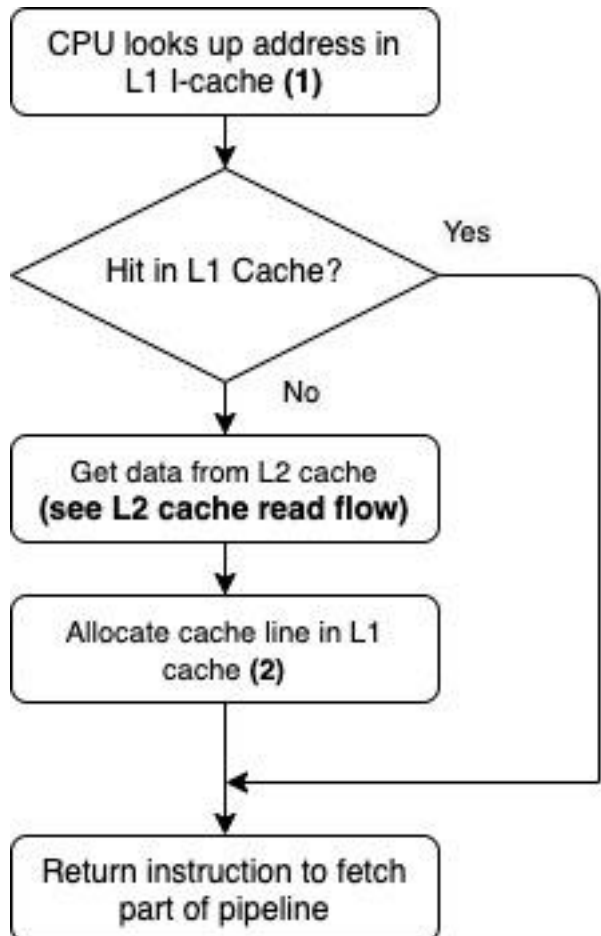 CPU looks up address in
L1 I-cache (1)
Yes
Hit in L1 Cache?
No
Get data from L2 cache
(see L2 cache read flow)
Allocate cache line in L1
cache (2)
Return instruction to fetch
part of pipeline